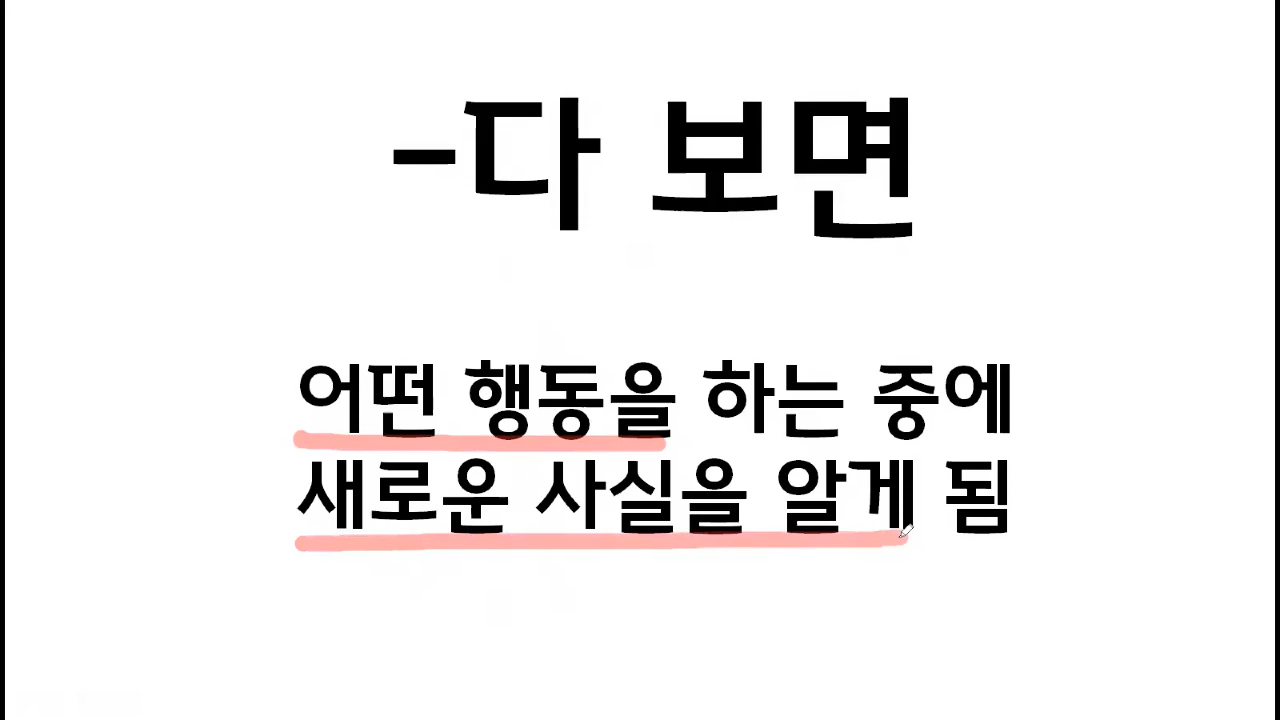 -다 보면
어떤 행동을 하는 중에
새로운 사실을 알게 됨